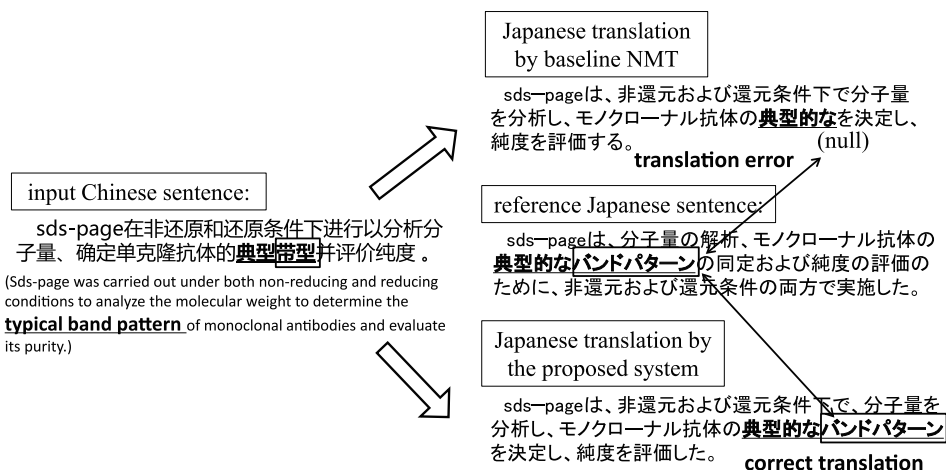 input Chinese sentence:
sds-page在非还原和还原条件下进行以分析分
子量、确定单克隆抗体的典型带型并评价纯度 。
(Sds-page was carried out under both non-reducing and reducing
conditions to analyze the molecular weight to determine the
typical band pattern of monoclonal antibodies and evaluate
its purity.)
Japanese translation
by baseline NMT
sds—pageは、非還元および還元条件下で分子量
を分析し、モノクローナル抗体の典型的なを決定し、
純度を評価する。
(null)
translation error
reference Japanese sentence:
sds—pageは、分子量の解析、モノクローナル抗体の
典型的なバンドパターンの同定および純度の評価の
ために、非還元および還元条件の両方で実施した。
Japanese translation by
the proposed system
sds—pageは、非還元および還元条件下で、分子量を
分析し、モノクローナル抗体の典型的なバンドパターン
を決定し、純度を評価した。
correct translation